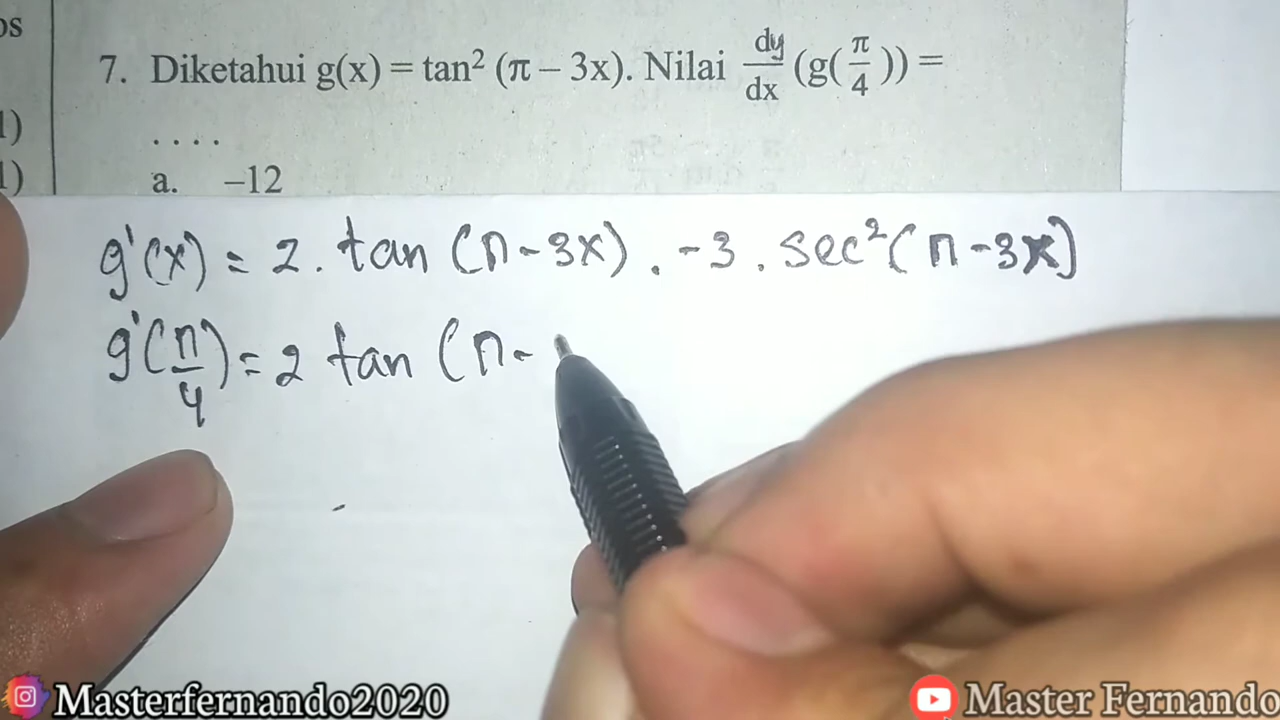 os
7. Diketahui g(x) = tan² (π – 3x). Nilai dy/dx (g(π/4)) =
1)
. . . .
1)
a. –12
g'(x) = 2 . tan (π - 3x) . -3 . sec² (π - 3x)
g'(π/4) = 2 tan (π -
Masterfernando2020
Master Fernando